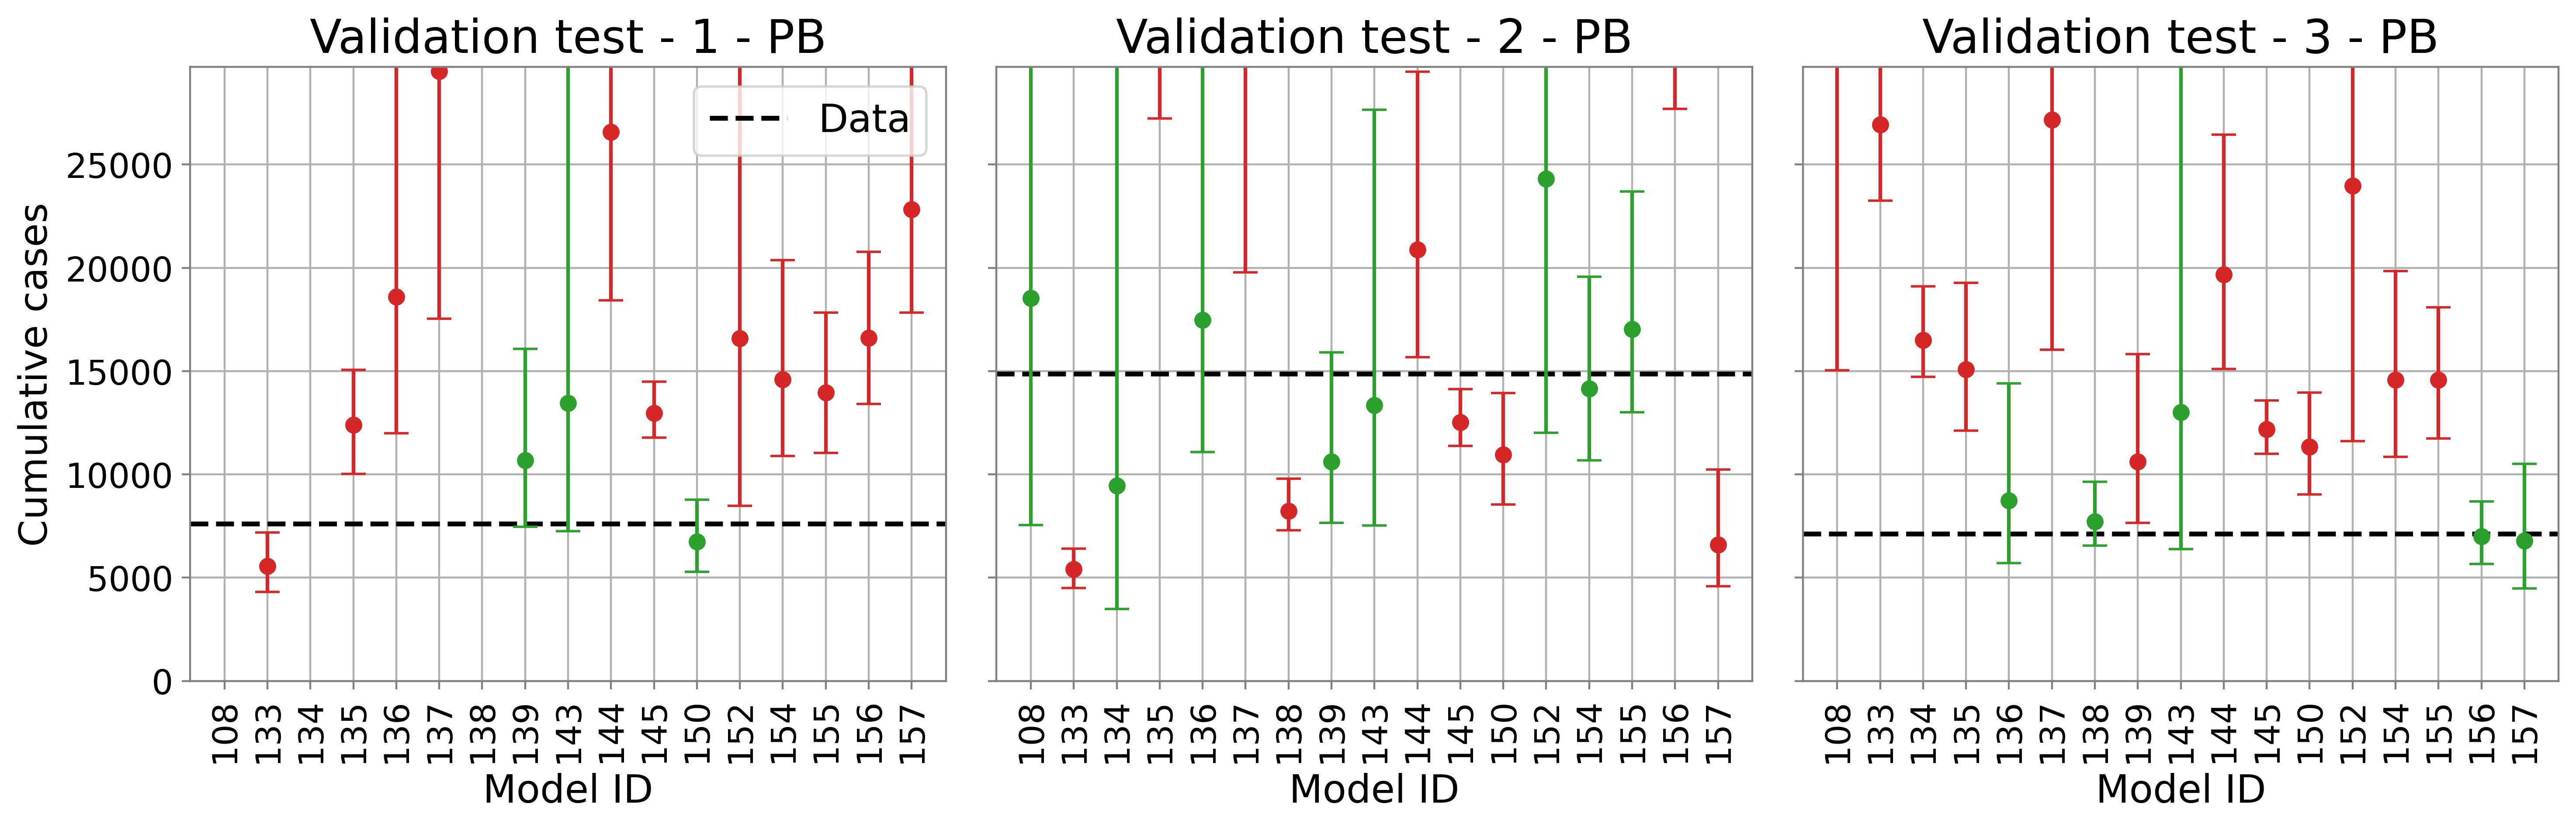 Validation test - 1 - PB
Validation test - 2 - PB
Validation test - 3 - PB
Data
Cumulative cases
25000
20000
15000
10000
5000
0
108 133 134 135 136 137 138 139 143 144 145 150 152 154 155 156 157
108 133 134 135 136 137 138 139 143 144 145 150 152 154 155 156 157
108 133 134 135 136 137 138 139 143 144 145 150 152 154 155 156 157
Model ID
Model ID
Model ID